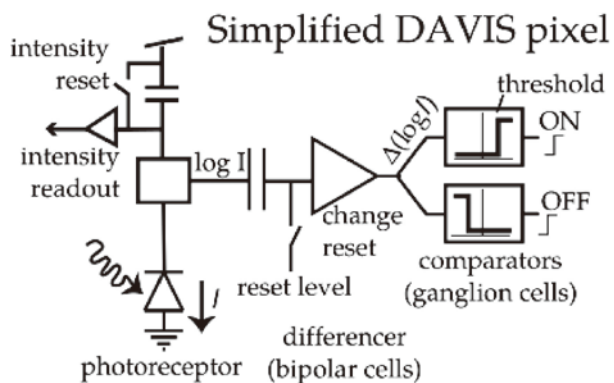 Simplified DAVIS pixel
intensity
reset
intensity
readout
log I
Δ(logI)
threshold
ON
OFF
change
reset
reset level
comparators
(ganglion cells)
I
photoreceptor
differencer
(bipolar cells)